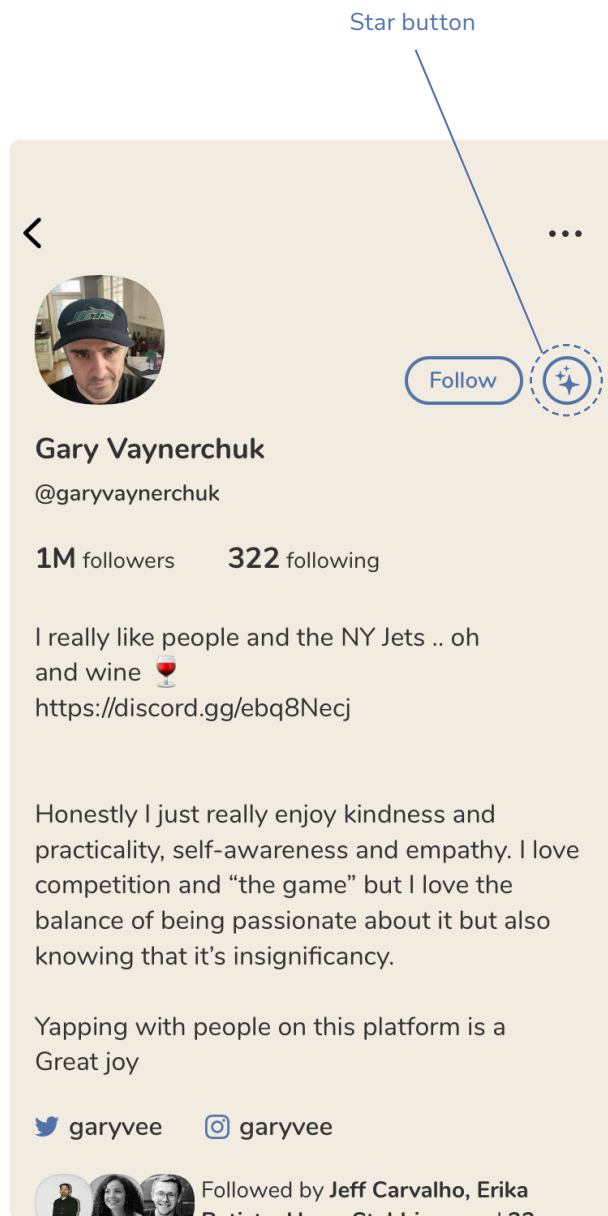 Star button
JETS
Follow
Gary Vaynerchuk
@garyvaynerchuk
1M followers 322 following
I really like people and the NY Jets .. oh
and wine 🍷
https://discord.gg/ebq8Necj
Honestly I just really enjoy kindness and
practicality, self-awareness and empathy. I love
competition and “the game” but I love the
balance of being passionate about it but also
knowing that it’s insignificancy.
Yapping with people on this platform is a
Great joy
garyvee garyvee
Followed by Jeff Carvalho, Erika